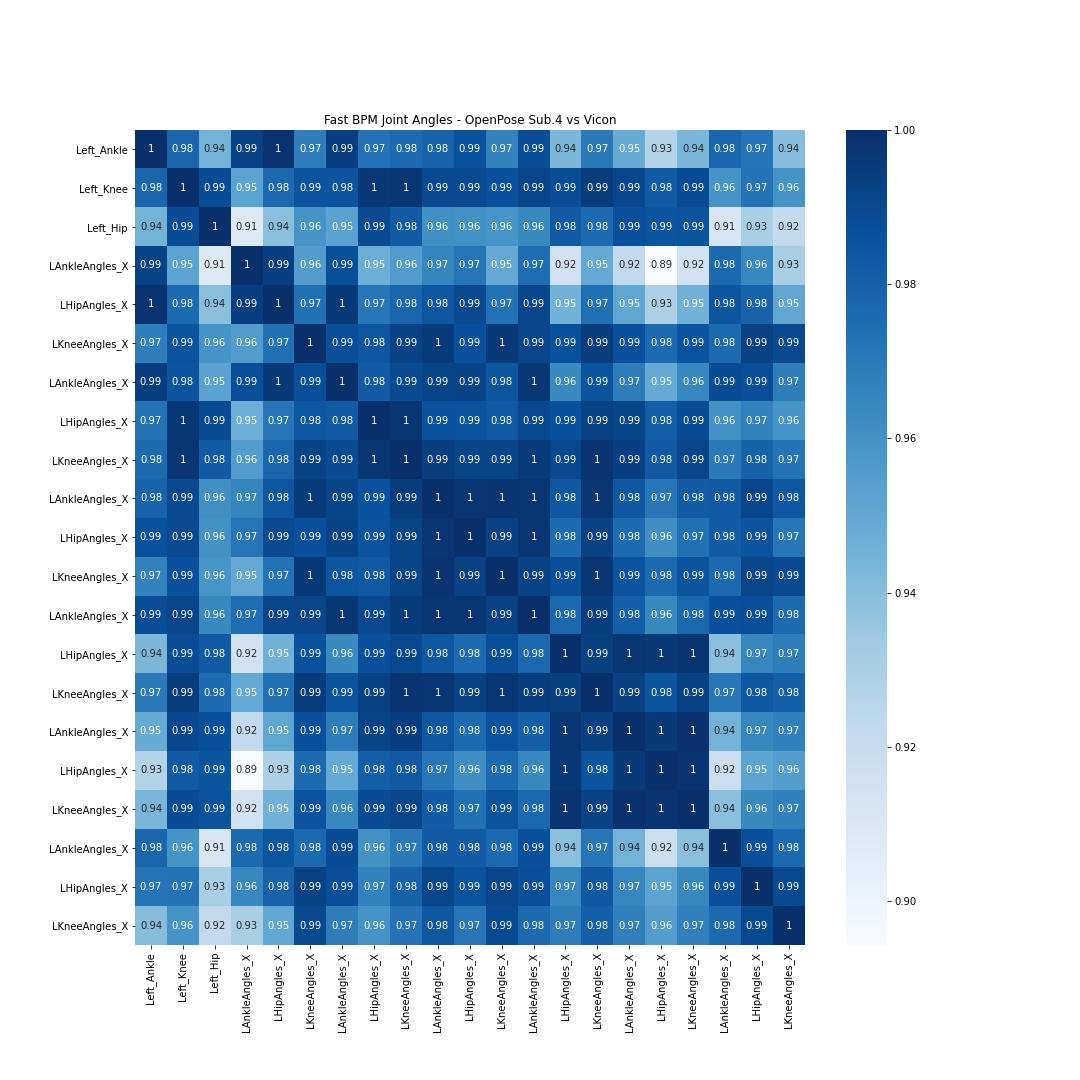 Fast BPM Joint Angles - OpenPose Sub.4 vs Vicon
Left_Ankle 1 0.98 0.94 0.99 1 0.97 0.99 0.97 0.98 0.98 0.99 0.97 0.99 0.94 0.97 0.95 0.93 0.94 0.98 0.97 0.94
Left_Knee 0.98 1 0.99 0.95 0.98 0.99 0.98 1 1 0.99 0.99 0.99 0.99 0.99 0.99 0.99 0.98 0.99 0.96 0.97 0.96
Left_Hip 0.94 0.99 1 0.91 0.94 0.96 0.95 0.99 0.98 0.96 0.96 0.96 0.96 0.98 0.98 0.99 0.99 0.99 0.91 0.93 0.92
LAnkleAngles_X 0.99 0.95 0.91 1 0.99 0.96 0.99 0.95 0.96 0.97 0.97 0.95 0.97 0.92 0.95 0.92 0.89 0.92 0.98 0.96 0.93
LHipAngles_X 1 0.98 0.94 0.99 1 0.97 1 0.97 0.98 0.98 0.99 0.97 0.99 0.95 0.97 0.95 0.93 0.95 0.98 0.98 0.95
LKneeAngles_X 0.97 0.99 0.96 0.96 0.97 1 0.99 0.98 0.99 1 0.99 1 0.99 0.99 0.99 0.99 0.98 0.99 0.98 0.99 0.99
LAnkleAngles_X 0.99 0.98 0.95 0.99 1 0.99 1 0.98 0.99 0.99 0.99 0.98 1 0.96 0.99 0.97 0.95 0.96 0.99 0.99 0.97
LHipAngles_X 0.97 1 0.99 0.95 0.97 0.98 0.98 1 1 0.99 0.99 0.98 0.99 0.99 0.99 0.99 0.98 0.99 0.96 0.97 0.96
LKneeAngles_X 0.98 1 0.98 0.96 0.98 0.99 0.99 1 1 0.99 0.99 0.99 1 0.99 1 0.99 0.98 0.99 0.97 0.98 0.97
LAnkleAngles_X 0.98 0.99 0.96 0.97 0.98 1 0.99 0.99 0.99 1 1 1 1 0.98 1 0.98 0.97 0.98 0.98 0.99 0.98
LHipAngles_X 0.99 0.99 0.96 0.97 0.99 0.99 0.99 0.99 0.99 1 1 0.99 1 0.98 0.99 0.98 0.96 0.97 0.98 0.99 0.97
LKneeAngles_X 0.97 0.99 0.96 0.95 0.97 1 0.98 0.98 0.99 1 0.99 1 0.99 0.99 1 0.99 0.98 0.99 0.98 0.99 0.99
LAnkleAngles_X 0.99 0.99 0.96 0.97 0.99 0.99 1 0.99 1 1 1 0.99 1 0.98 0.99 0.98 0.96 0.98 0.99 0.99 0.98
LHipAngles_X 0.94 0.99 0.98 0.92 0.95 0.99 0.96 0.99 0.99 0.98 0.98 0.99 0.98 1 0.99 1 1 1 0.94 0.97 0.97
LKneeAngles_X 0.97 0.99 0.98 0.95 0.97 0.99 0.99 0.99 1 1 0.99 1 0.99 0.99 1 0.99 0.98 0.99 0.97 0.98 0.98
LAnkleAngles_X 0.95 0.99 0.99 0.92 0.95 0.99 0.97 0.99 0.99 0.98 0.98 0.99 0.98 1 0.99 1 1 1 0.94 0.97 0.97
LHipAngles_X 0.93 0.98 0.99 0.89 0.93 0.98 0.95 0.98 0.98 0.97 0.96 0.98 0.96 1 0.98 1 1 1 0.92 0.95 0.96
LKneeAngles_X 0.94 0.99 0.99 0.92 0.95 0.99 0.96 0.99 0.99 0.98 0.97 0.99 0.98 1 0.99 1 1 1 0.94 0.96 0.97
LAnkleAngles_X 0.98 0.96 0.91 0.98 0.98 0.98 0.99 0.96 0.97 0.98 0.98 0.98 0.99 0.94 0.97 0.94 0.92 0.94 1 0.99 0.98
LHipAngles_X 0.97 0.97 0.93 0.96 0.98 0.99 0.99 0.97 0.98 0.99 0.99 0.99 0.99 0.97 0.98 0.97 0.95 0.96 0.99 1 0.99
LKneeAngles_X 0.94 0.96 0.92 0.93 0.95 0.99 0.97 0.96 0.97 0.98 0.97 0.99 0.98 0.97 0.98 0.97 0.96 0.97 0.98 0.99 1
Left_Ankle
Left_Knee
Left_Hip
LAnkleAngles_X
LHipAngles_X
LKneeAngles_X
LAnkleAngles_X
LHipAngles_X
LKneeAngles_X
LAnkleAngles_X
LHipAngles_X
LKneeAngles_X
LAnkleAngles_X
LHipAngles_X
LKneeAngles_X
LAnkleAngles_X
LHipAngles_X
LKneeAngles_X
LAnkleAngles_X
LHipAngles_X
LKneeAngles_X
1.00
0.98
0.96
0.94
0.92
0.90